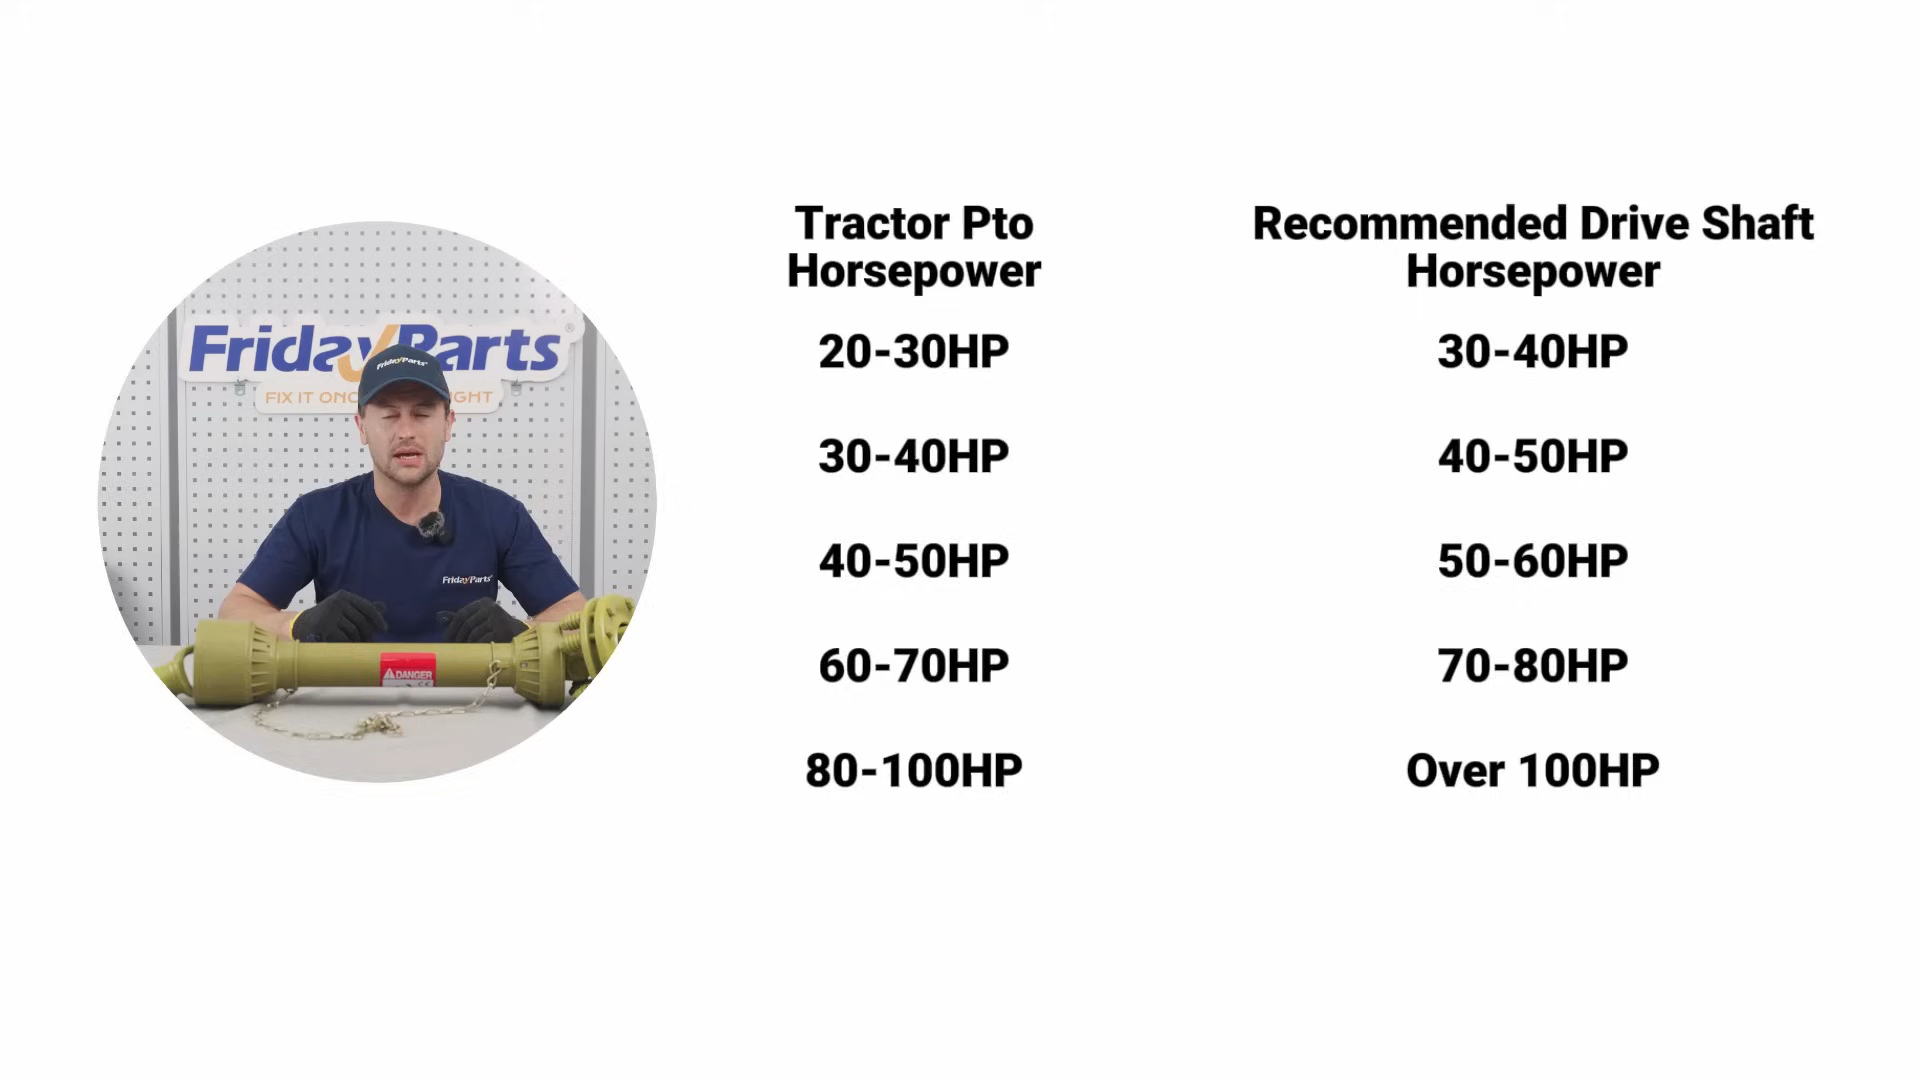 FridayParts®
FIX IT ONC GHT
FridayParts®
FridayParts®
DANGER
CE
Tractor Pto
Horsepower
Recommended Drive Shaft
Horsepower
20-30HP
30-40HP
30-40HP
40-50HP
40-50HP
50-60HP
60-70HP
70-80HP
80-100HP
Over 100HP